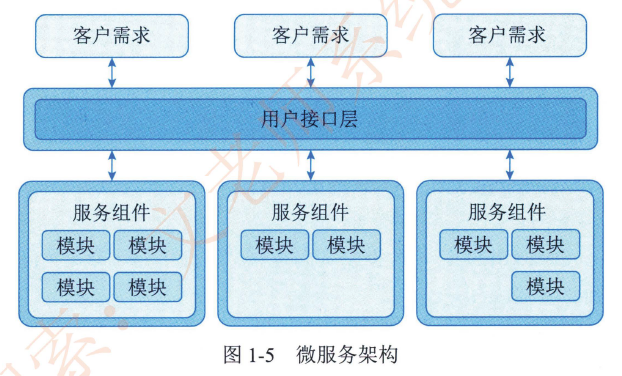 客户需求 客户需求 客户需求
用户接口层
服务组件 服务组件 服务组件
模块 模块 模块 模块 模块 模块
模块 模块 模块
图 1-5 微服务架构